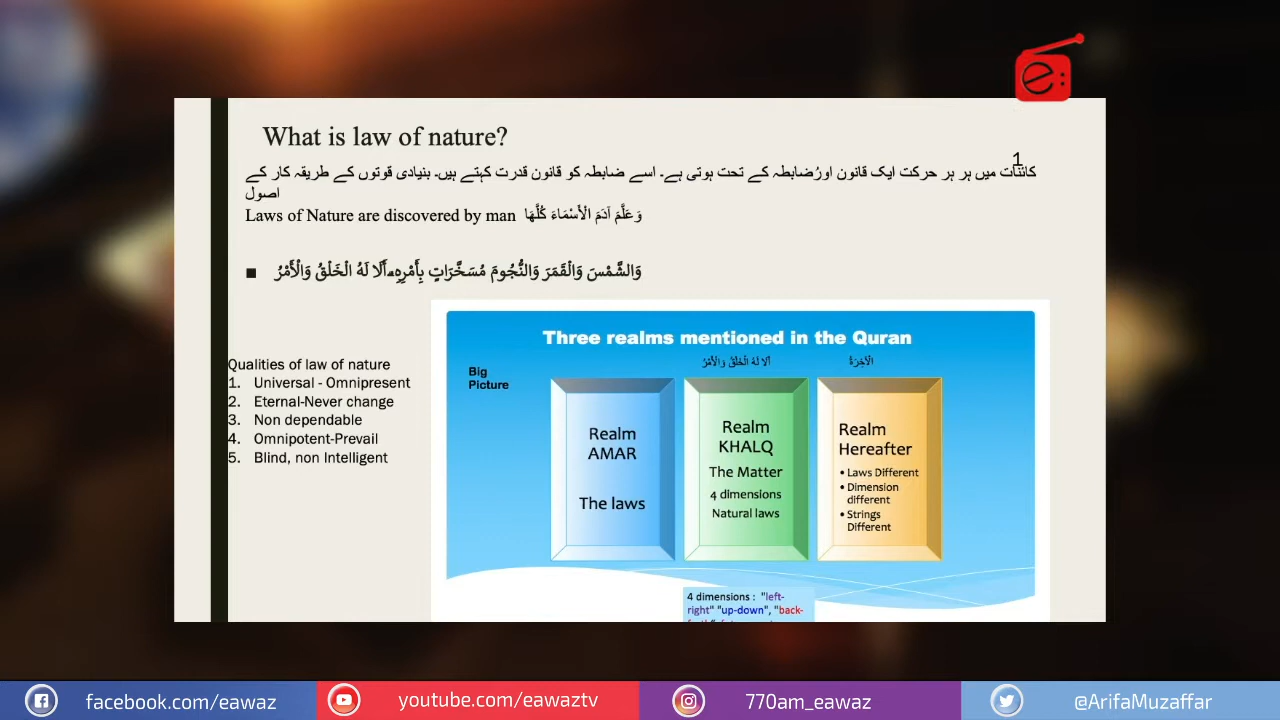 What is law of nature?
1
کائنات میں ہر ہر حرکت ایک قانون اورُضابطہ کے تحت ہوتی ہے۔ اسے ضابطہ کو قانون قدرت کہتے ہیں۔ بنیادی قوتوں کے طریقہ کار کے
اصول
Laws of Nature are discovered by man وَعَلَّمَ آدَمَ الْأَسْمَاءَ كُلَّهَا
■ وَالشَّمْسَ وَالْقَمَرَ وَالنُّجُومَ مُسَخَّرَاتٍ بِأَمْرِهِ ۗ أَلَا لَهُ الْخَلْقُ وَالْأَمْرُ
Qualities of law of nature
1. Universal - Omnipresent
2. Eternal-Never change
3. Non dependable
4. Omnipotent-Prevail
5. Blind, non Intelligent
Three realms mentioned in the Quran
Big
Picture
أَلَا لَهُ الْخَلْقُ وَالْأَمْرُ
الْآخِرَةُ
Realm
AMAR
The laws
Realm
KHALQ
The Matter
4 dimensions
Natural laws
Realm
Hereafter
• Laws Different
• Dimension
different
• Strings
Different
4 dimensions : "left-
right" "up-down", "back-
facebook.com/eawaz
youtube.com/eawaztv
770am_eawaz
@ArifaMuzaffar